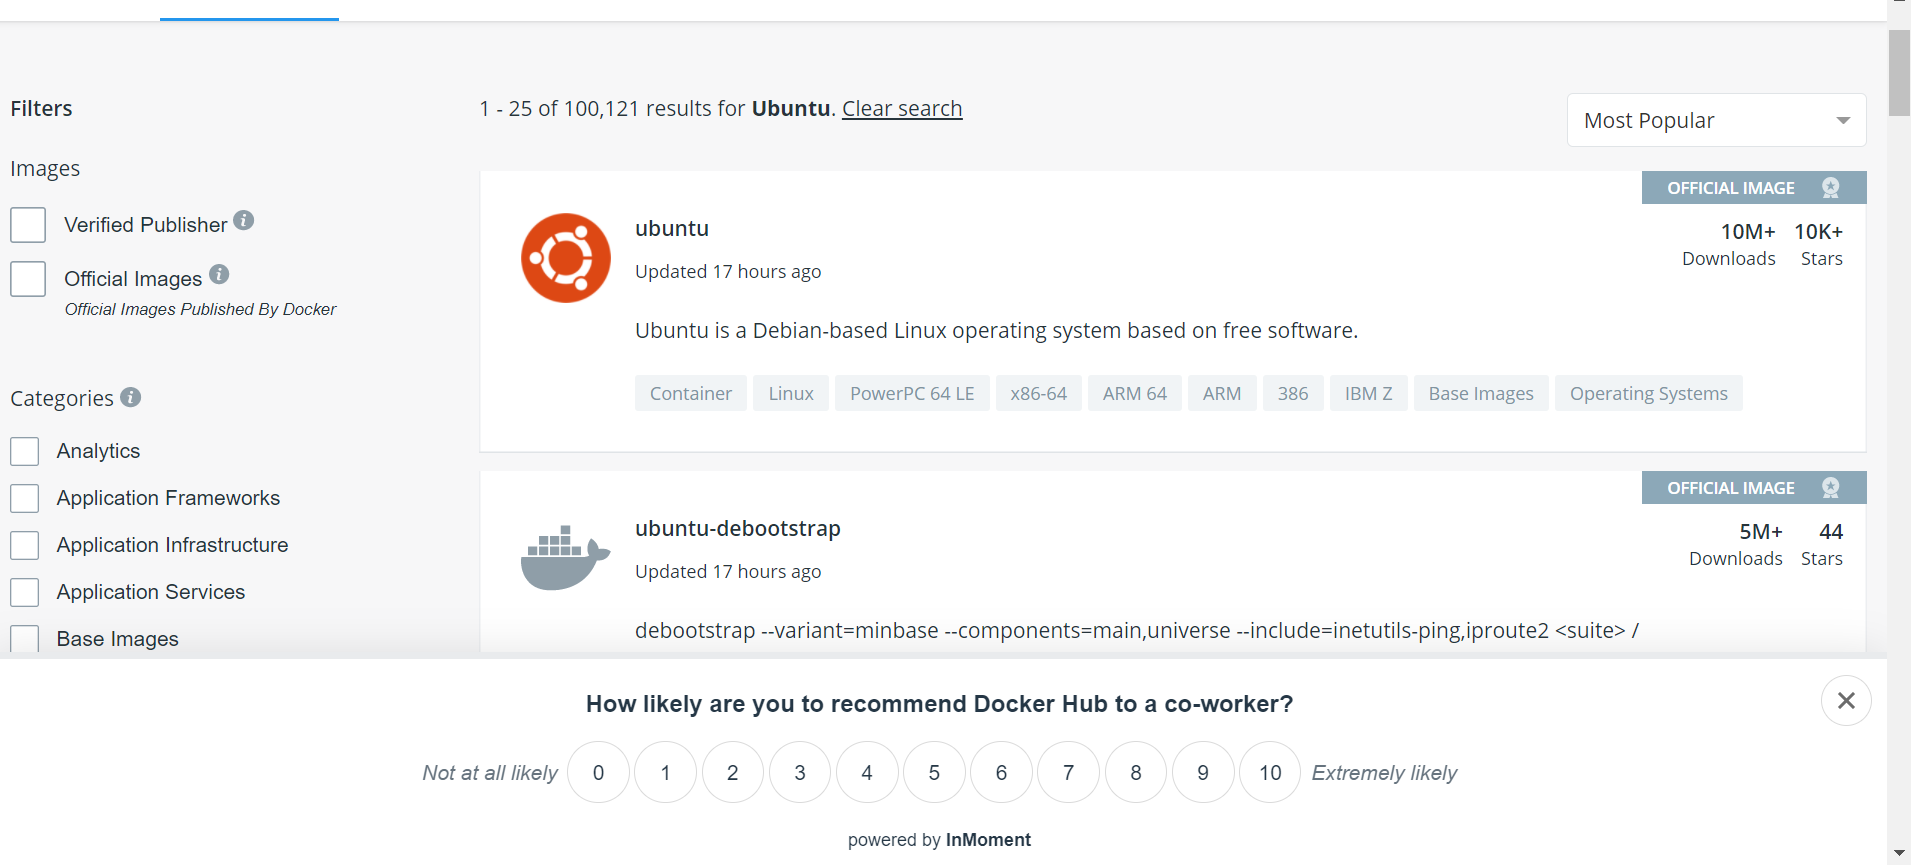 Filters
Images
Verified Publisher
Official Images
Official Images Published By Docker
Categories
Analytics
Application Frameworks
Application Infrastructure
Application Services
Base Images
1 - 25 of 100,121 results for Ubuntu. Clear search
Most Popular
OFFICIAL IMAGE
ubuntu
10M+ 10K+
Downloads Stars
Updated 17 hours ago
Ubuntu is a Debian-based Linux operating system based on free software.
Container Linux PowerPC 64 LE x86-64 ARM 64 ARM 386 IBM Z Base Images Operating Systems
OFFICIAL IMAGE
ubuntu-debootstrap
5M+ 44
Downloads Stars
Updated 17 hours ago
debootstrap --variant=minbase --components=main,universe --include=inetutils-ping,iproute2 <suite> /
How likely are you to recommend Docker Hub to a co-worker?
Not at all likely 0 1 2 3 4 5 6 7 8 9 10 Extremely likely
powered by InMoment